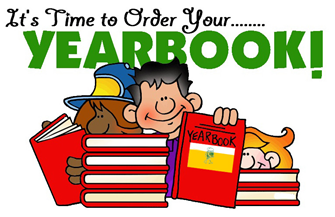 It's Time to Order Your........
YEARBOOK!
YEARBOOK